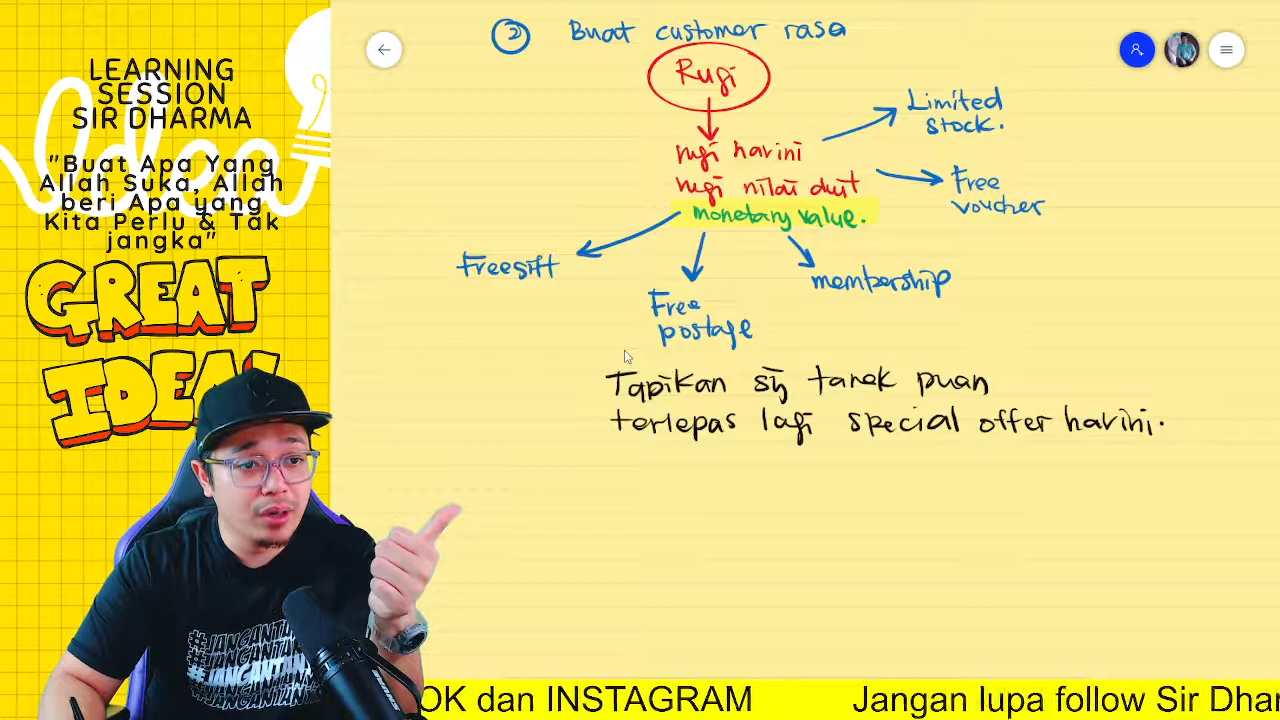 LEARNING
SESSION
SIR DHARMA
"Buat Apa Yang
Allah Suka, Allah
beri Apa yang
Kita Perlu & Tak
jangka"
GREAT
IDEA!
② Buat customer rasa
Rugi
rugi harini
rugi nilai duit
monetary value.
Limited
stock.
Free
voucher
Freegift
Free
postage
membership
Tapikan sy tanak puan
terlepas lagi special offer harini.
#JANGANTAN
OK dan INSTAGRAM Jangan lupa follow Sir Dhar